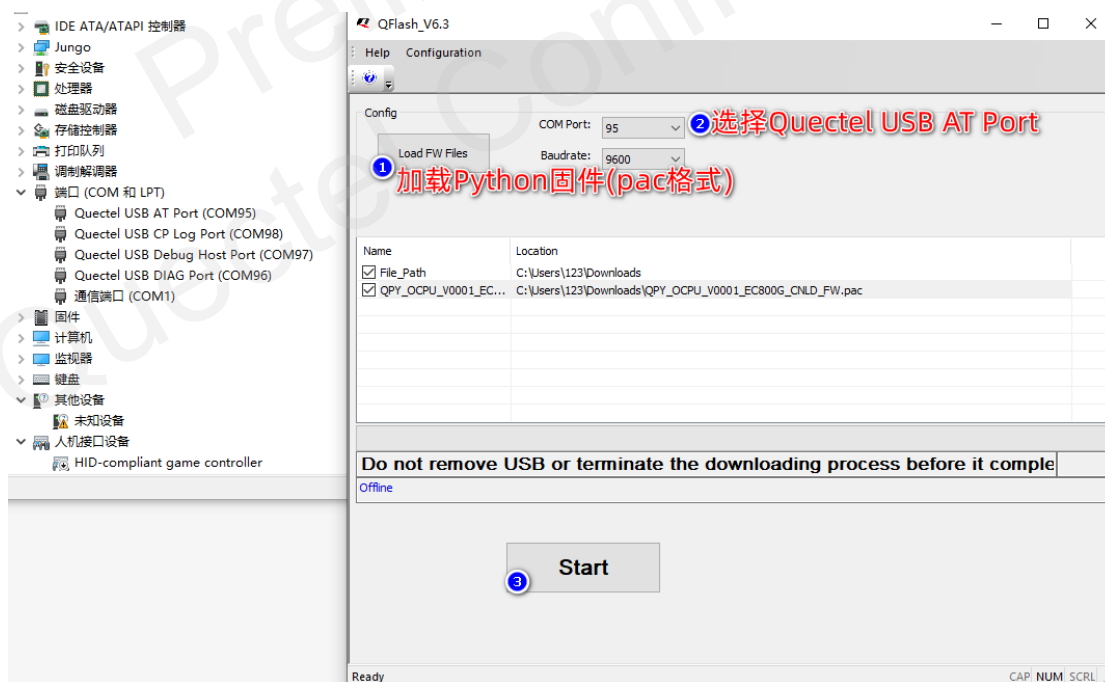 IDE ATA/ATAPI 控制器
Jungo
安全设备
处理器
磁盘驱动器
存储控制器
打印队列
调制解调器
端口 (COM 和 LPT)
Quectel USB AT Port (COM95)
Quectel USB CP Log Port (COM98)
Quectel USB Debug Host Port (COM97)
Quectel USB DIAG Port (COM96)
通信端口 (COM1)
固件
计算机
监视器
键盘
其他设备
未知设备
人机接口设备
HID-compliant game controller
QFlash_V6.3
Help Configuration
Config
COM Port: 95
2 选择Quectel USB AT Port
Load FW Files
Baudrate: 9600
1 加载Python固件(pac格式)
Name Location
File_Path C:\Users\123\Downloads
QPY_OCPU_V0001_EC... C:\Users\123\Downloads\QPY_OCPU_V0001_EC800G_CNLD_FW.pac
Do not remove USB or terminate the downloading process before it comple
Offline
Start
3
Ready CAP NUM SCRL
Quectel